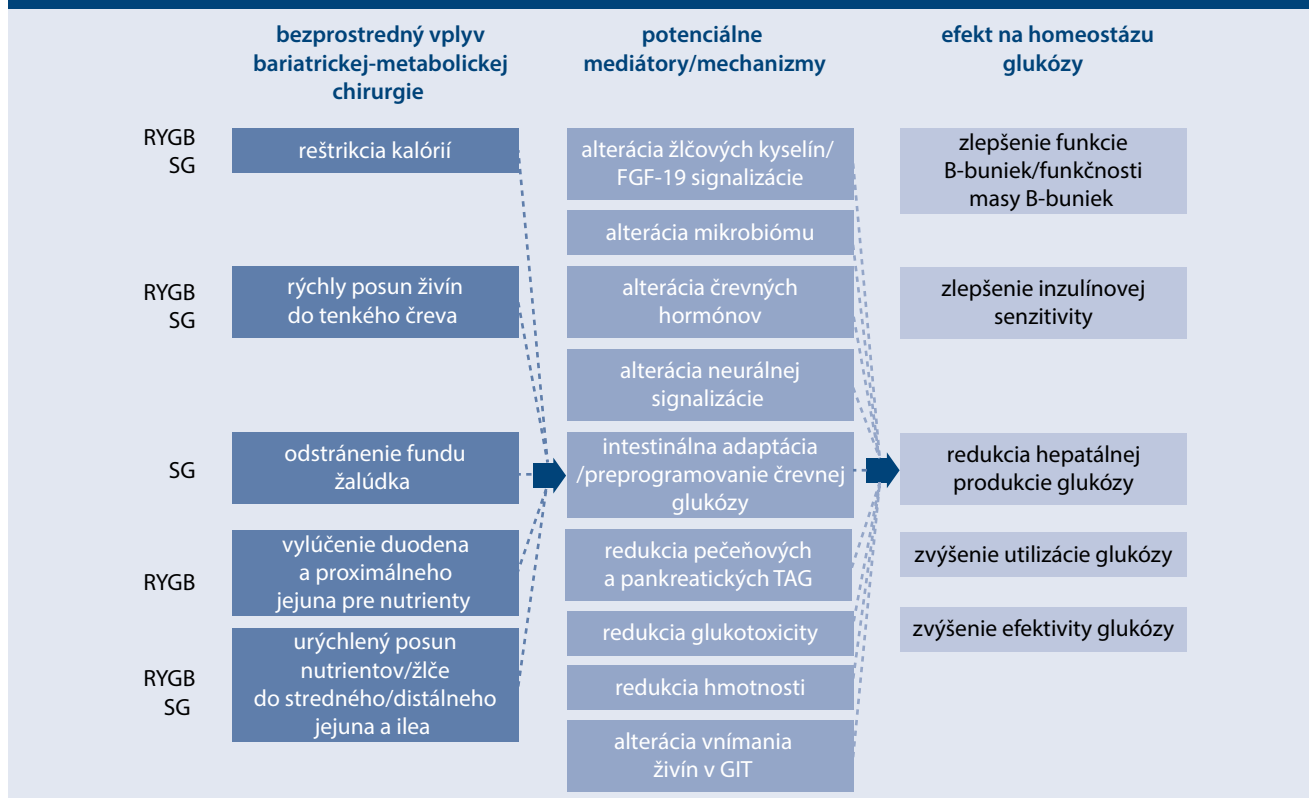 bezprostredný vplyv
bariatrickej-metabolickej
chirurgie
potenciálne
mediátory/mechanizmy
efekt na homeostázu
glukózy
RYGB
SG
reštrikcia kalórií
RYGB
SG
rýchly posun živín
do tenkého čreva
SG
odstránenie fundu
žalúdka
RYGB
vylúčenie duodena
a proximálneho
jejuna pre nutrienty
RYGB
SG
urýchlený posun
nutrientov/žlče
do stredného/distálneho
jejuna a ilea
alterácia žlčových kyselín/
FGF-19 signalizácie
alterácia mikrobiómu
alterácia črevných
hormónov
alterácia neurálnej
signalizácie
intestinálna adaptácia
/preprogramovanie črevnej
glukózy
redukcia pečeňových
a pankreatických TAG
redukcia glukotoxicity
redukcia hmotnosti
alterácia vnímania
živín v GIT
zlepšenie funkcie
B-buniek/funkčnosti
masy B-buniek
zlepšenie inzulínovej
senzitivity
redukcia hepatálnej
produkcie glukózy
zvýšenie utilizácie glukózy
zvýšenie efektivity glukózy